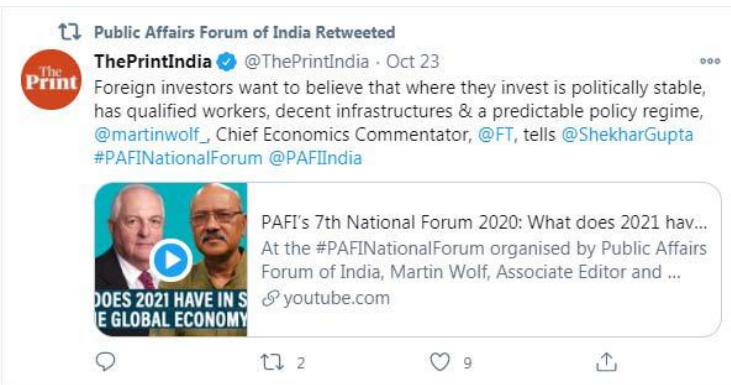 Public Affairs Forum of India Retweeted
ThePrintIndia @ThePrintIndia · Oct 23
The
Print
Foreign investors want to believe that where they invest is politically stable,
has qualified workers, decent infrastructures & a predictable policy regime,
@martinwolf_, Chief Economics Commentator, @FT, tells @ShekharGupta
#PAFINationalForum @PAFIIndia
PAFI's 7th National Forum 2020: What does 2021 hav...
At the #PAFINationalForum organised by Public Affairs
Forum of India, Martin Wolf, Associate Editor and ...
youtube.com
DOES 2021 HAVE IN S
E GLOBAL ECONOMY
2
9